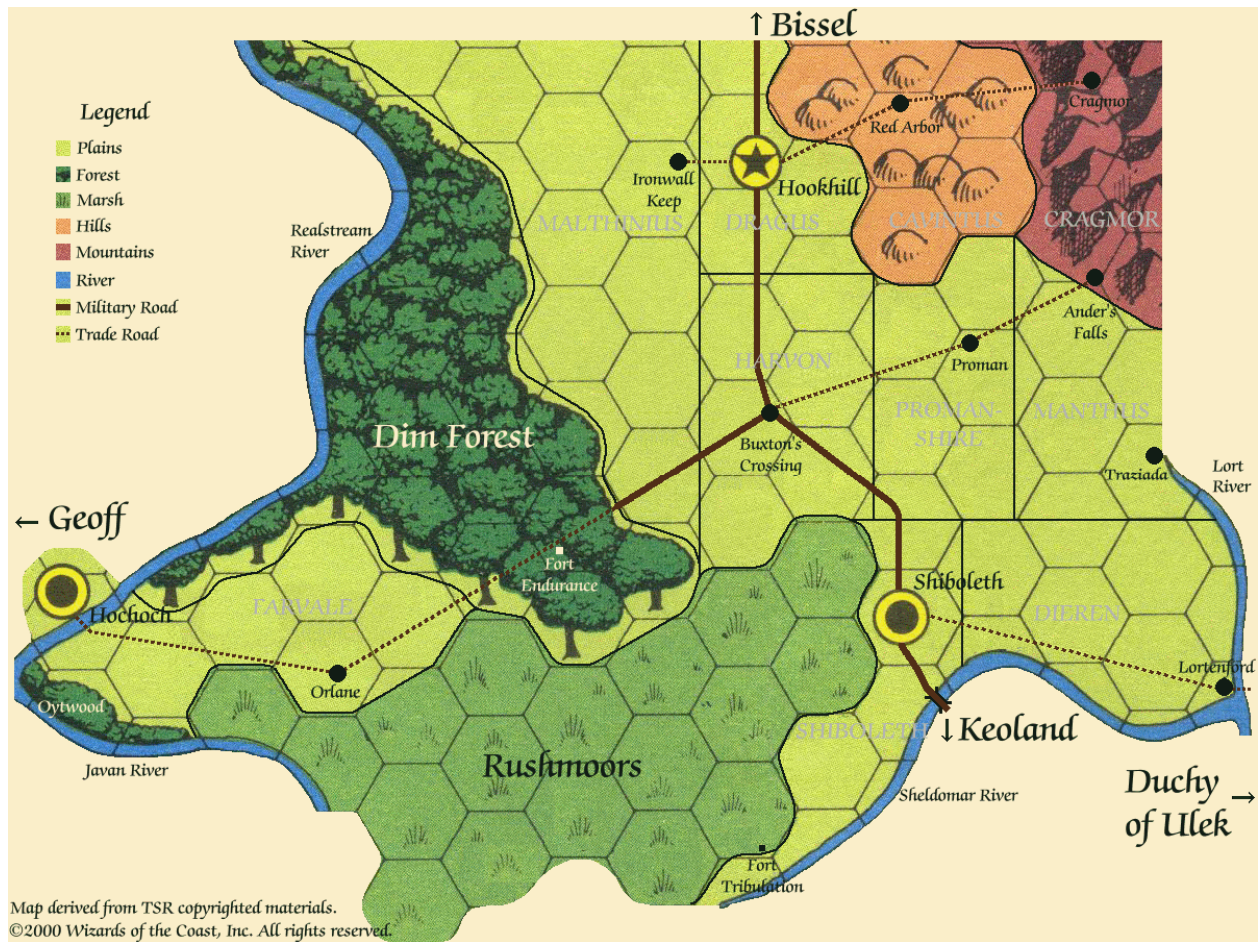 ↑ Bissel
Legend
Plains
Forest
Marsh
Hills
Mountains
River
Military Road
Trade Road
Realstream
River
Cragmor
Red Arbor
Ironwall
Keep
Hookhill
MALTHINIUS
DRAGUS
CAVINTUS
CRAGMOR
Ander's
Falls
HARVON
Proman
PROMAN-
SHIRE
MANTHUS
Dim Forest
Buxton's
Crossing
Traziada
Lort
River
← Geoff
Fort
Endurance
Hochoch
FARVALE
Shiboleth
DIEREN
Orlane
Lortenford
Oytwood
SHIBOLETH
↓ Keoland
Javan River
Rushmoors
Sheldomar River
Duchy →
of Ulek
Fort
Tribulation
Map derived from TSR copyrighted materials.
©2000 Wizards of the Coast, Inc. All rights reserved.